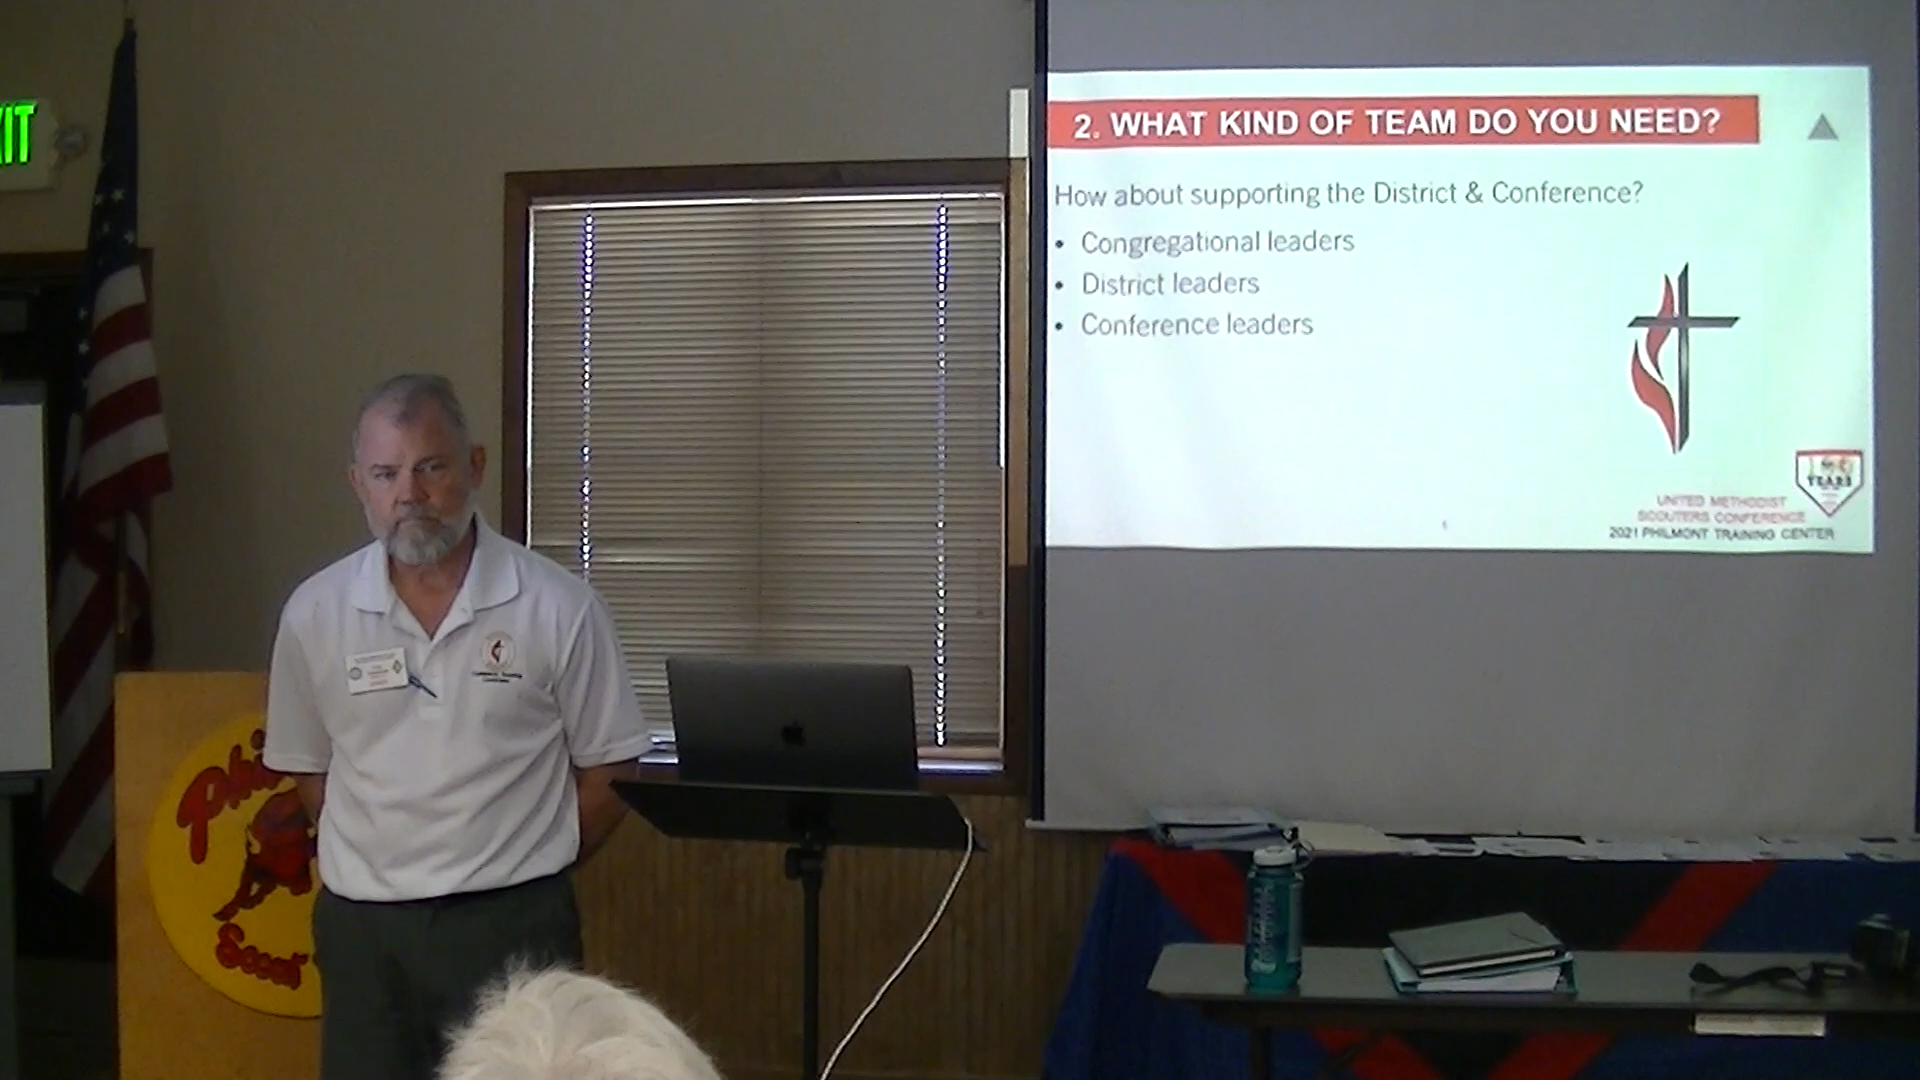 2. WHAT KIND OF TEAM DO YOU NEED?
How about supporting the District & Conference?
• Congregational leaders
• District leaders
• Conference leaders
YEARS
UNITED METHODIST
SCOUTERS CONFERENCE
2021 PHILMONT TRAINING CENTER
Scout